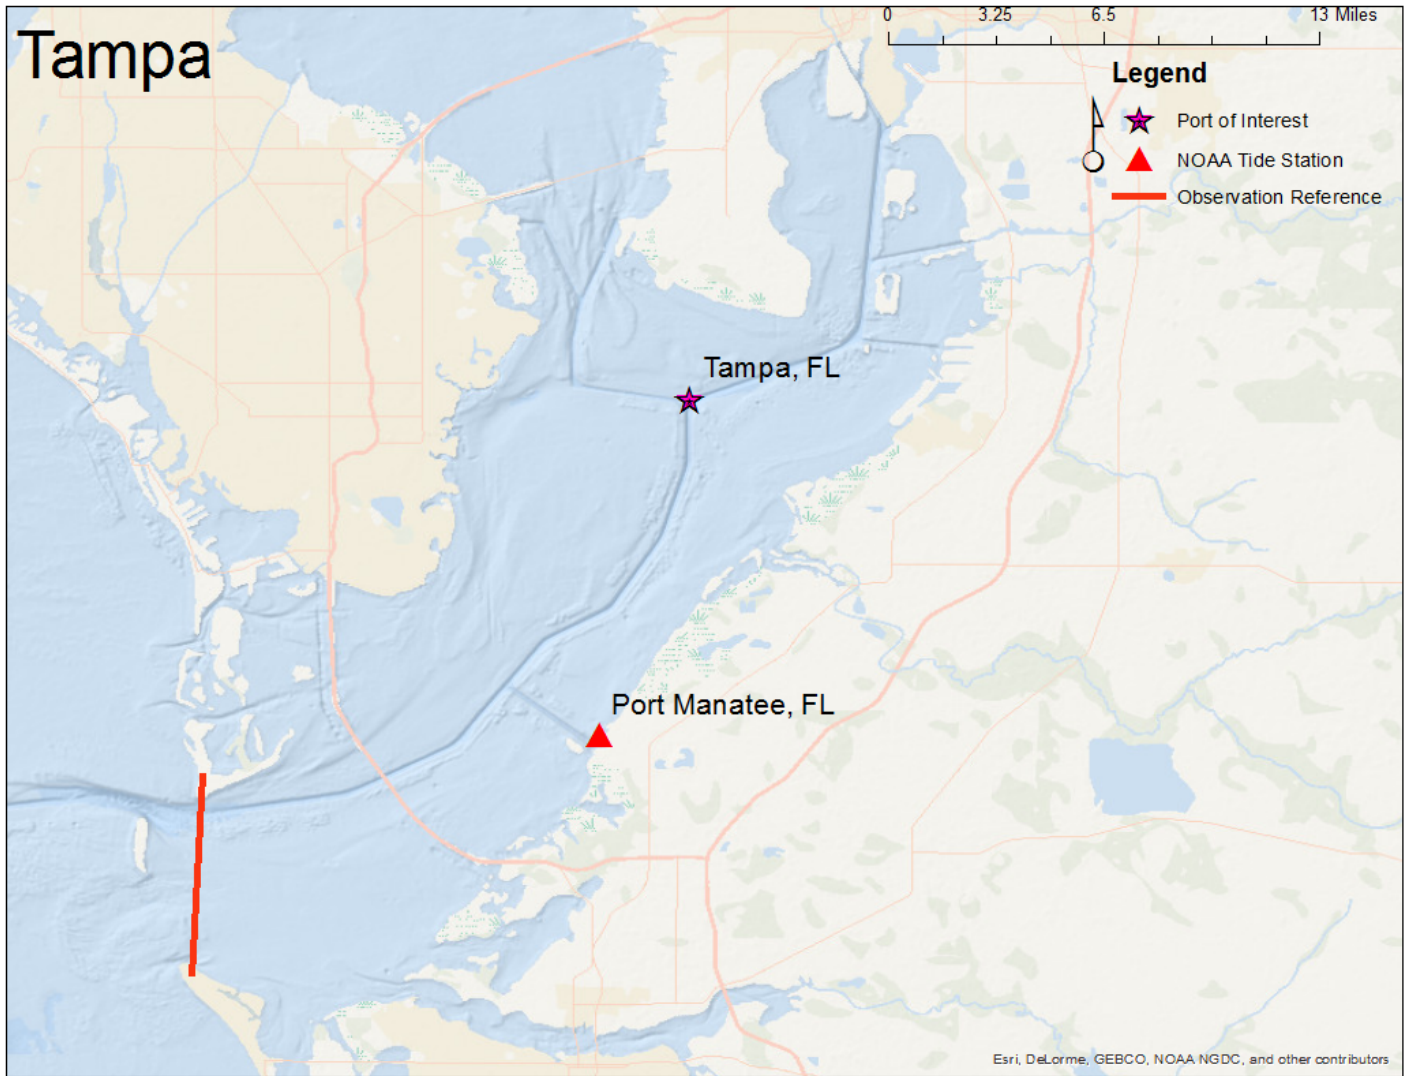 Tampa
0 3.25 6.5 13 Miles
Legend
Port of Interest
NOAA Tide Station
Observation Reference
Tampa, FL
Port Manatee, FL
Esri, DeLorme, GEBCO, NOAA NGDC, and other contributors